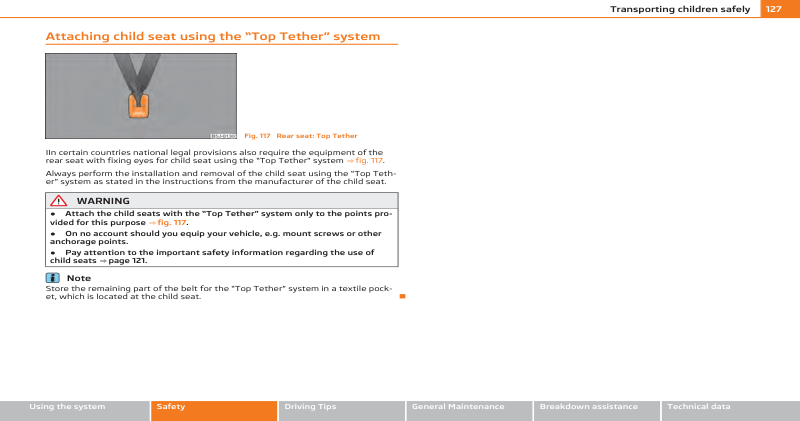 Transporting children safely 127
Attaching child seat using the “Top Tether” system
Fig. 117 Rear seat: Top Tether
IIn certain countries national legal provisions also require the equipment of the
rear seat with fixing eyes for child seat using the "Top Tether" system ⇒ fig. 117.
Always perform the installation and removal of the child seat using the "Top Teth-
er" system as stated in the instructions from the manufacturer of the child seat.
WARNING
● Attach the child seats with the “Top Tether” system only to the points pro-
vided for this purpose ⇒ fig. 117.
● On no account should you equip your vehicle, e.g. mount screws or other
anchorage points.
● Pay attention to the important safety information regarding the use of
child seats ⇒ page 121.
i Note
Store the remaining part of the belt for the "Top Tether" system in a textile pock-
et, which is located at the child seat.
Using the system Safety Driving Tips General Maintenance Breakdown assistance Technical data